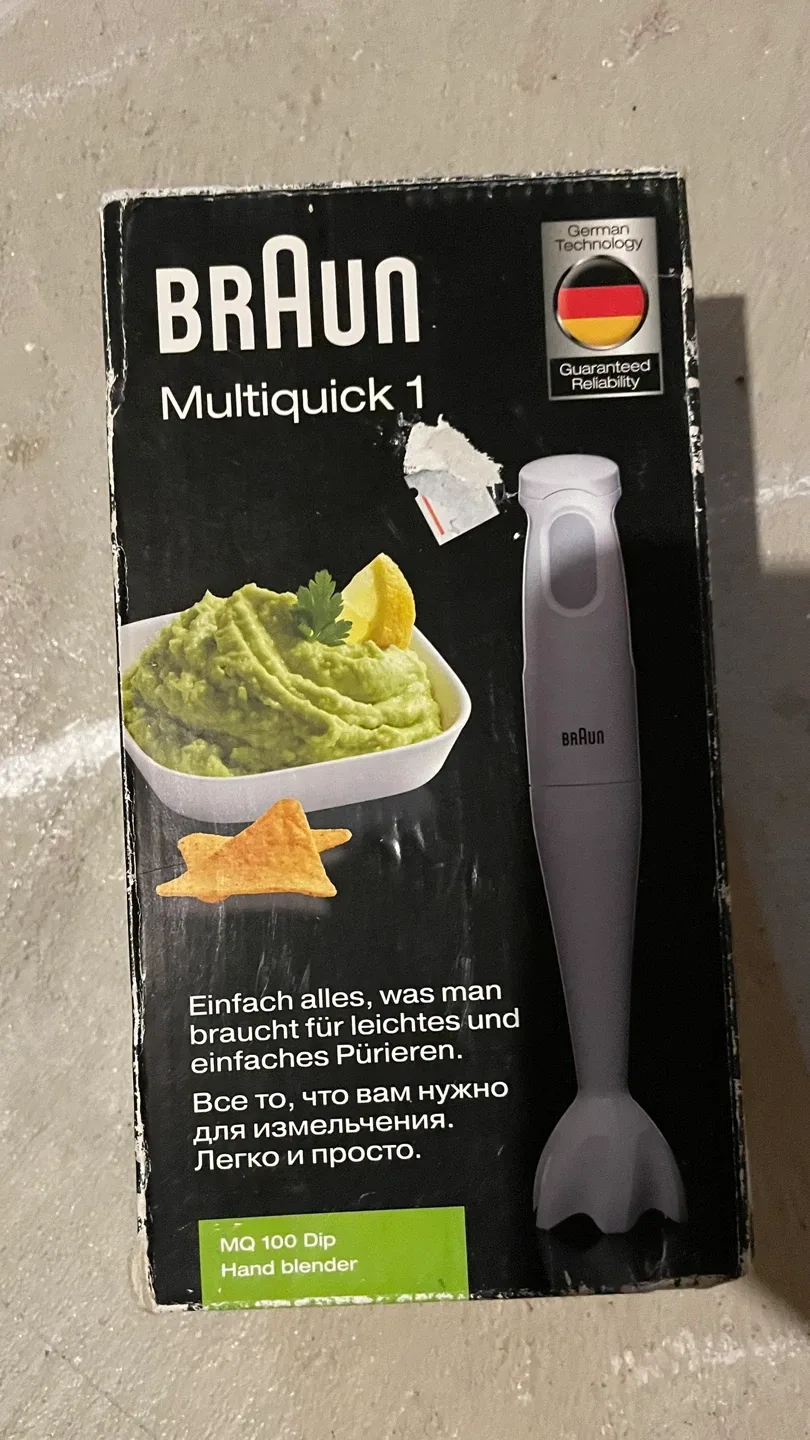 BRAUN
Multiquick 1
German
Technology
Guaranteed
Reliability
BRAUN
Einfach alles, was man
braucht für leichtes und
einfaches Pürieren.
Все то, что вам нужно
для измельчения.
Легко и просто.
MQ 100 Dip
Hand blender